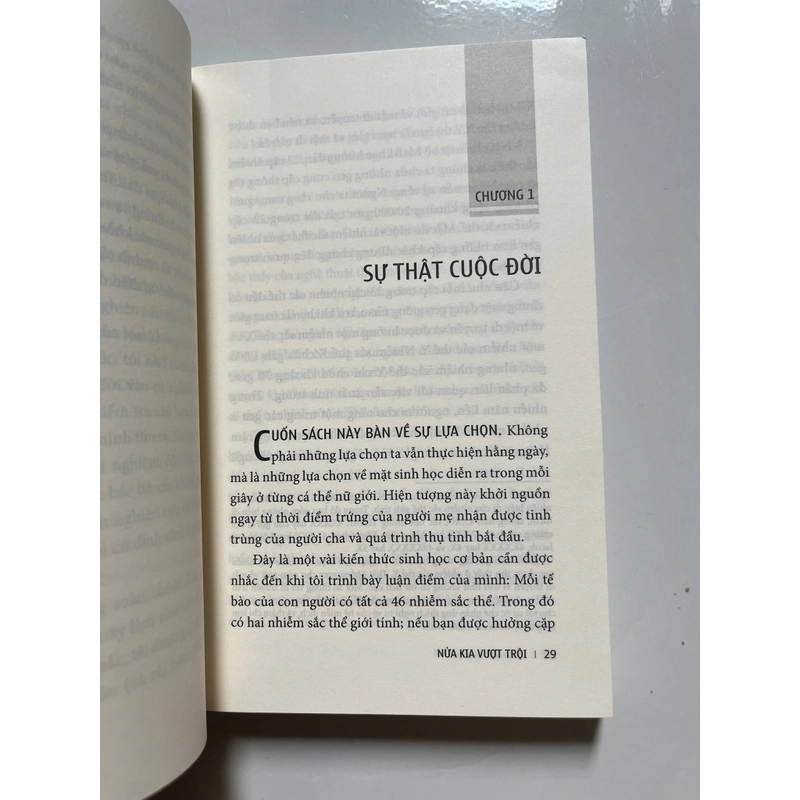 CHƯƠNG 1
SỰ THẬT CUỘC ĐỜI
CUỐN SÁCH NÀY BÀN VỀ SỰ LỰA CHỌN. Không
phải những lựa chọn ta vẫn thực hiện hằng ngày,
mà là những lựa chọn về mặt sinh học diễn ra trong mỗi
giây ở từng cá thể nữ giới. Hiện tượng này khởi nguồn
ngay từ thời điểm trứng của người mẹ nhận được tinh
trùng của người cha và quá trình thụ tinh bắt đầu.
Đây là một vài kiến thức sinh học cơ bản cần được
nhắc đến khi tôi trình bày luận điểm của mình: Mỗi tế
bào của con người có tất cả 46 nhiễm sắc thể. Trong đó
có hai nhiễm sắc thể giới tính; nếu bạn được hưởng cặp
NỬA KIA VƯỢT TRỘI | 29